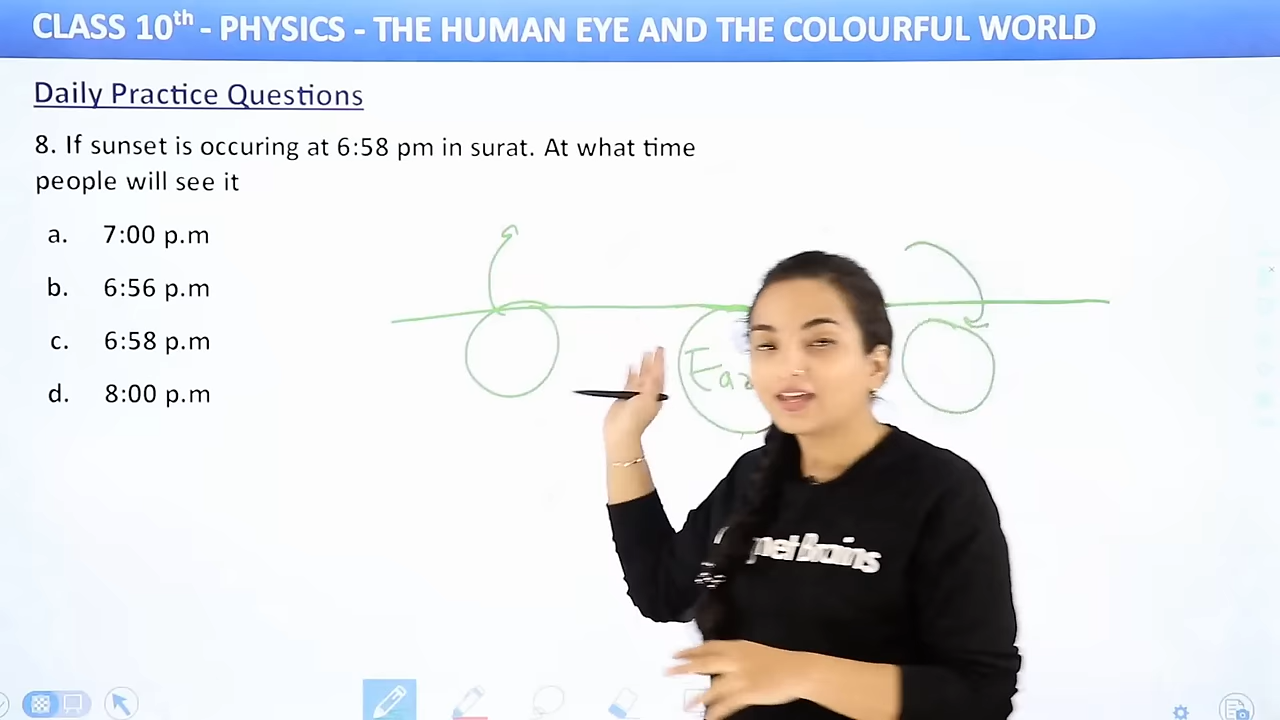 CLASS 10th - PHYSICS - THE HUMAN EYE AND THE COLOURFUL WORLD
Daily Practice Questions
8. If sunset is occuring at 6:58 pm in surat. At what time
people will see it
a. 7:00 p.m
b. 6:56 p.m
c. 6:58 p.m
d. 8:00 p.m